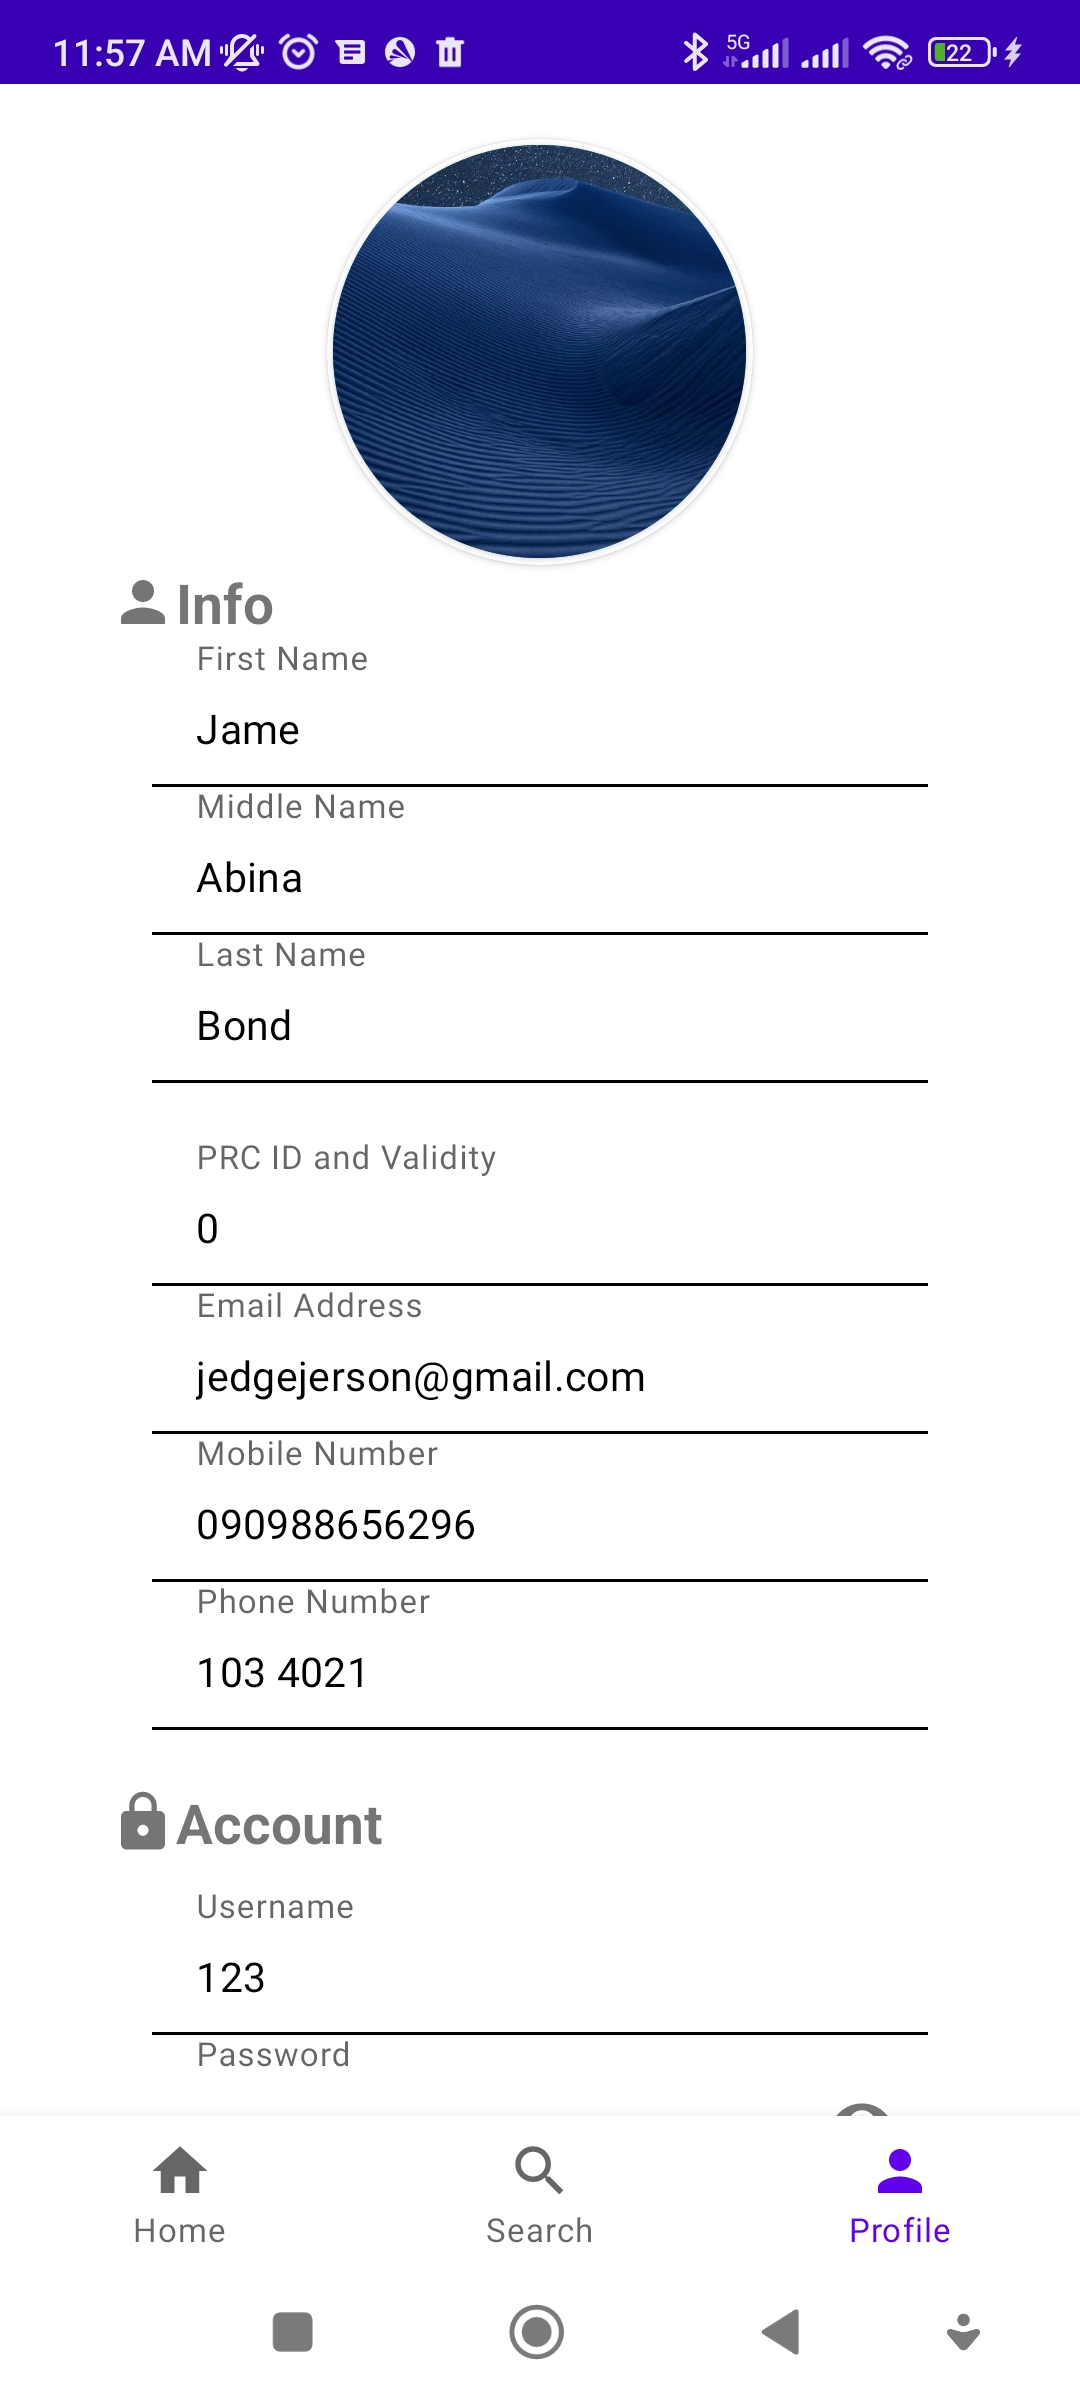 11:57 AM
5G
22
Info
First Name
Jame
Middle Name
Abina
Last Name
Bond
PRC ID and Validity
0
Email Address
jedgejerson@gmail.com
Mobile Number
090988656296
Phone Number
103 4021
Account
Username
123
Password
Home
Search
Profile